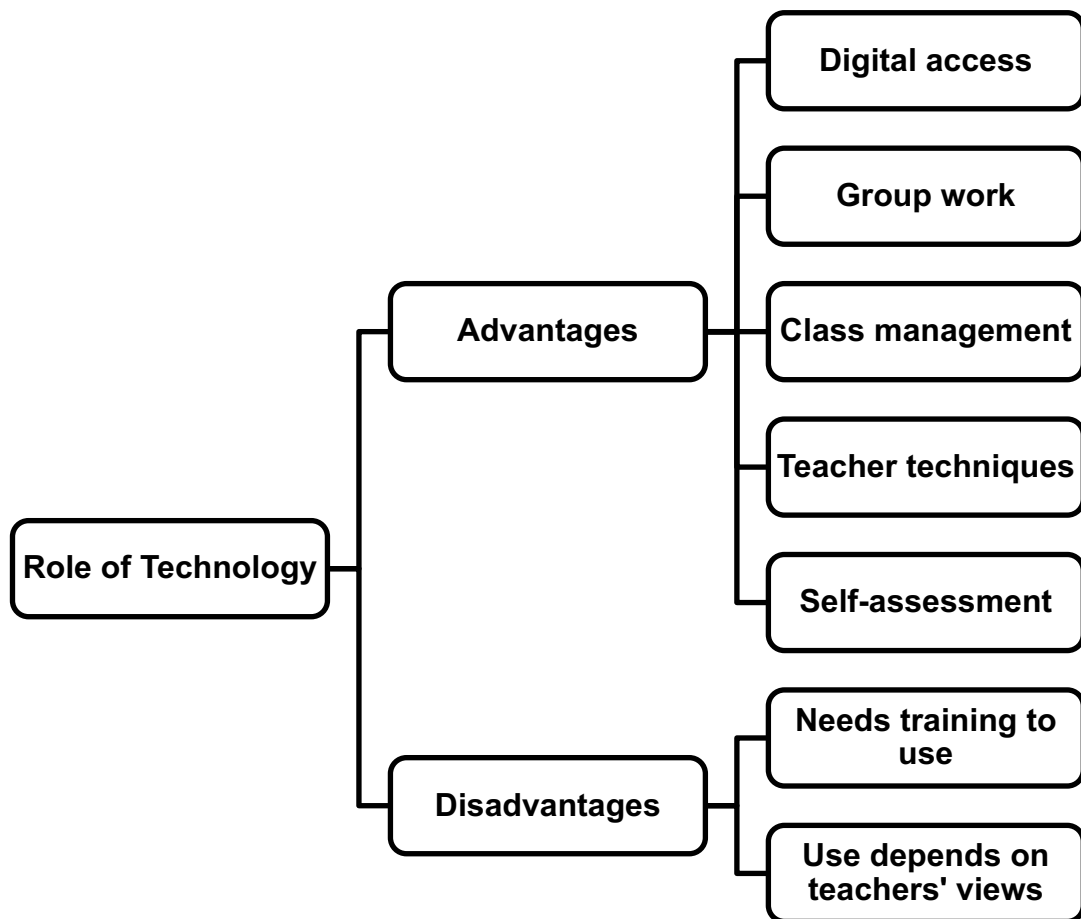 Role of Technology
Advantages
Digital access
Group work
Class management
Teacher techniques
Self-assessment
Disadvantages
Needs training to
use
Use depends on
teachers' views